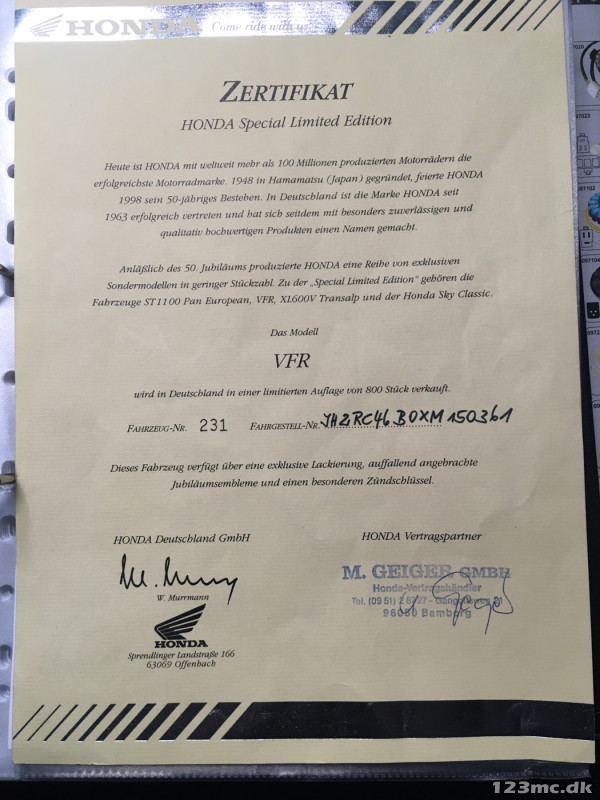 HONDA Come ride with us
ZERTIFIKAT
HONDA Special Limited Edition
Heute ist HONDA mit weltweit mehr als 100 Millionen produzierten Motorrädern die
erfolgreichste Motorradmarke. 1948 in Hamamatsu (Japan) gegründet, feierte HONDA
1998 sein 50-jähriges Bestehen. In Deutschland ist die Marke HONDA seit
1963 erfolgreich vertreten und hat sich seitdem mit besonders zuverlässigen und
qualitativ hochwertigen Produkten einen Namen gemacht.
Anläßlich des 50. Jubiläums produzierte HONDA eine Reihe von exklusiven
Sondermodellen in geringer Stückzahl. Zu der „Special Limited Edition" gehören die
Fahrzeuge ST1100 Pan European, VFR, XL600V Transalp und der Honda Sky Classic.
Das Modell
VFR
wird in Deutschland in einer limitierten Auflage von 800 Stück verkauft.
FAHRZEUG-NR. 231 FAHRGESTELL-NR. JH2RC46B0XM150361
Dieses Fahrzeug verfügt über eine exklusive Lackierung, auffallend angebrachte
Jubiläumsembleme und einen besonderen Zündschlüssel.
HONDA Deutschland GmbH
HONDA Vertragspartner
W. Murrmann
M. GEIGER GMBH
Honda-Vertragshändler
Tel. (09 51)
96050 Bamberg
HONDA
Sprendlinger Landstraße 166
63069 Offenbach
123mc.dk